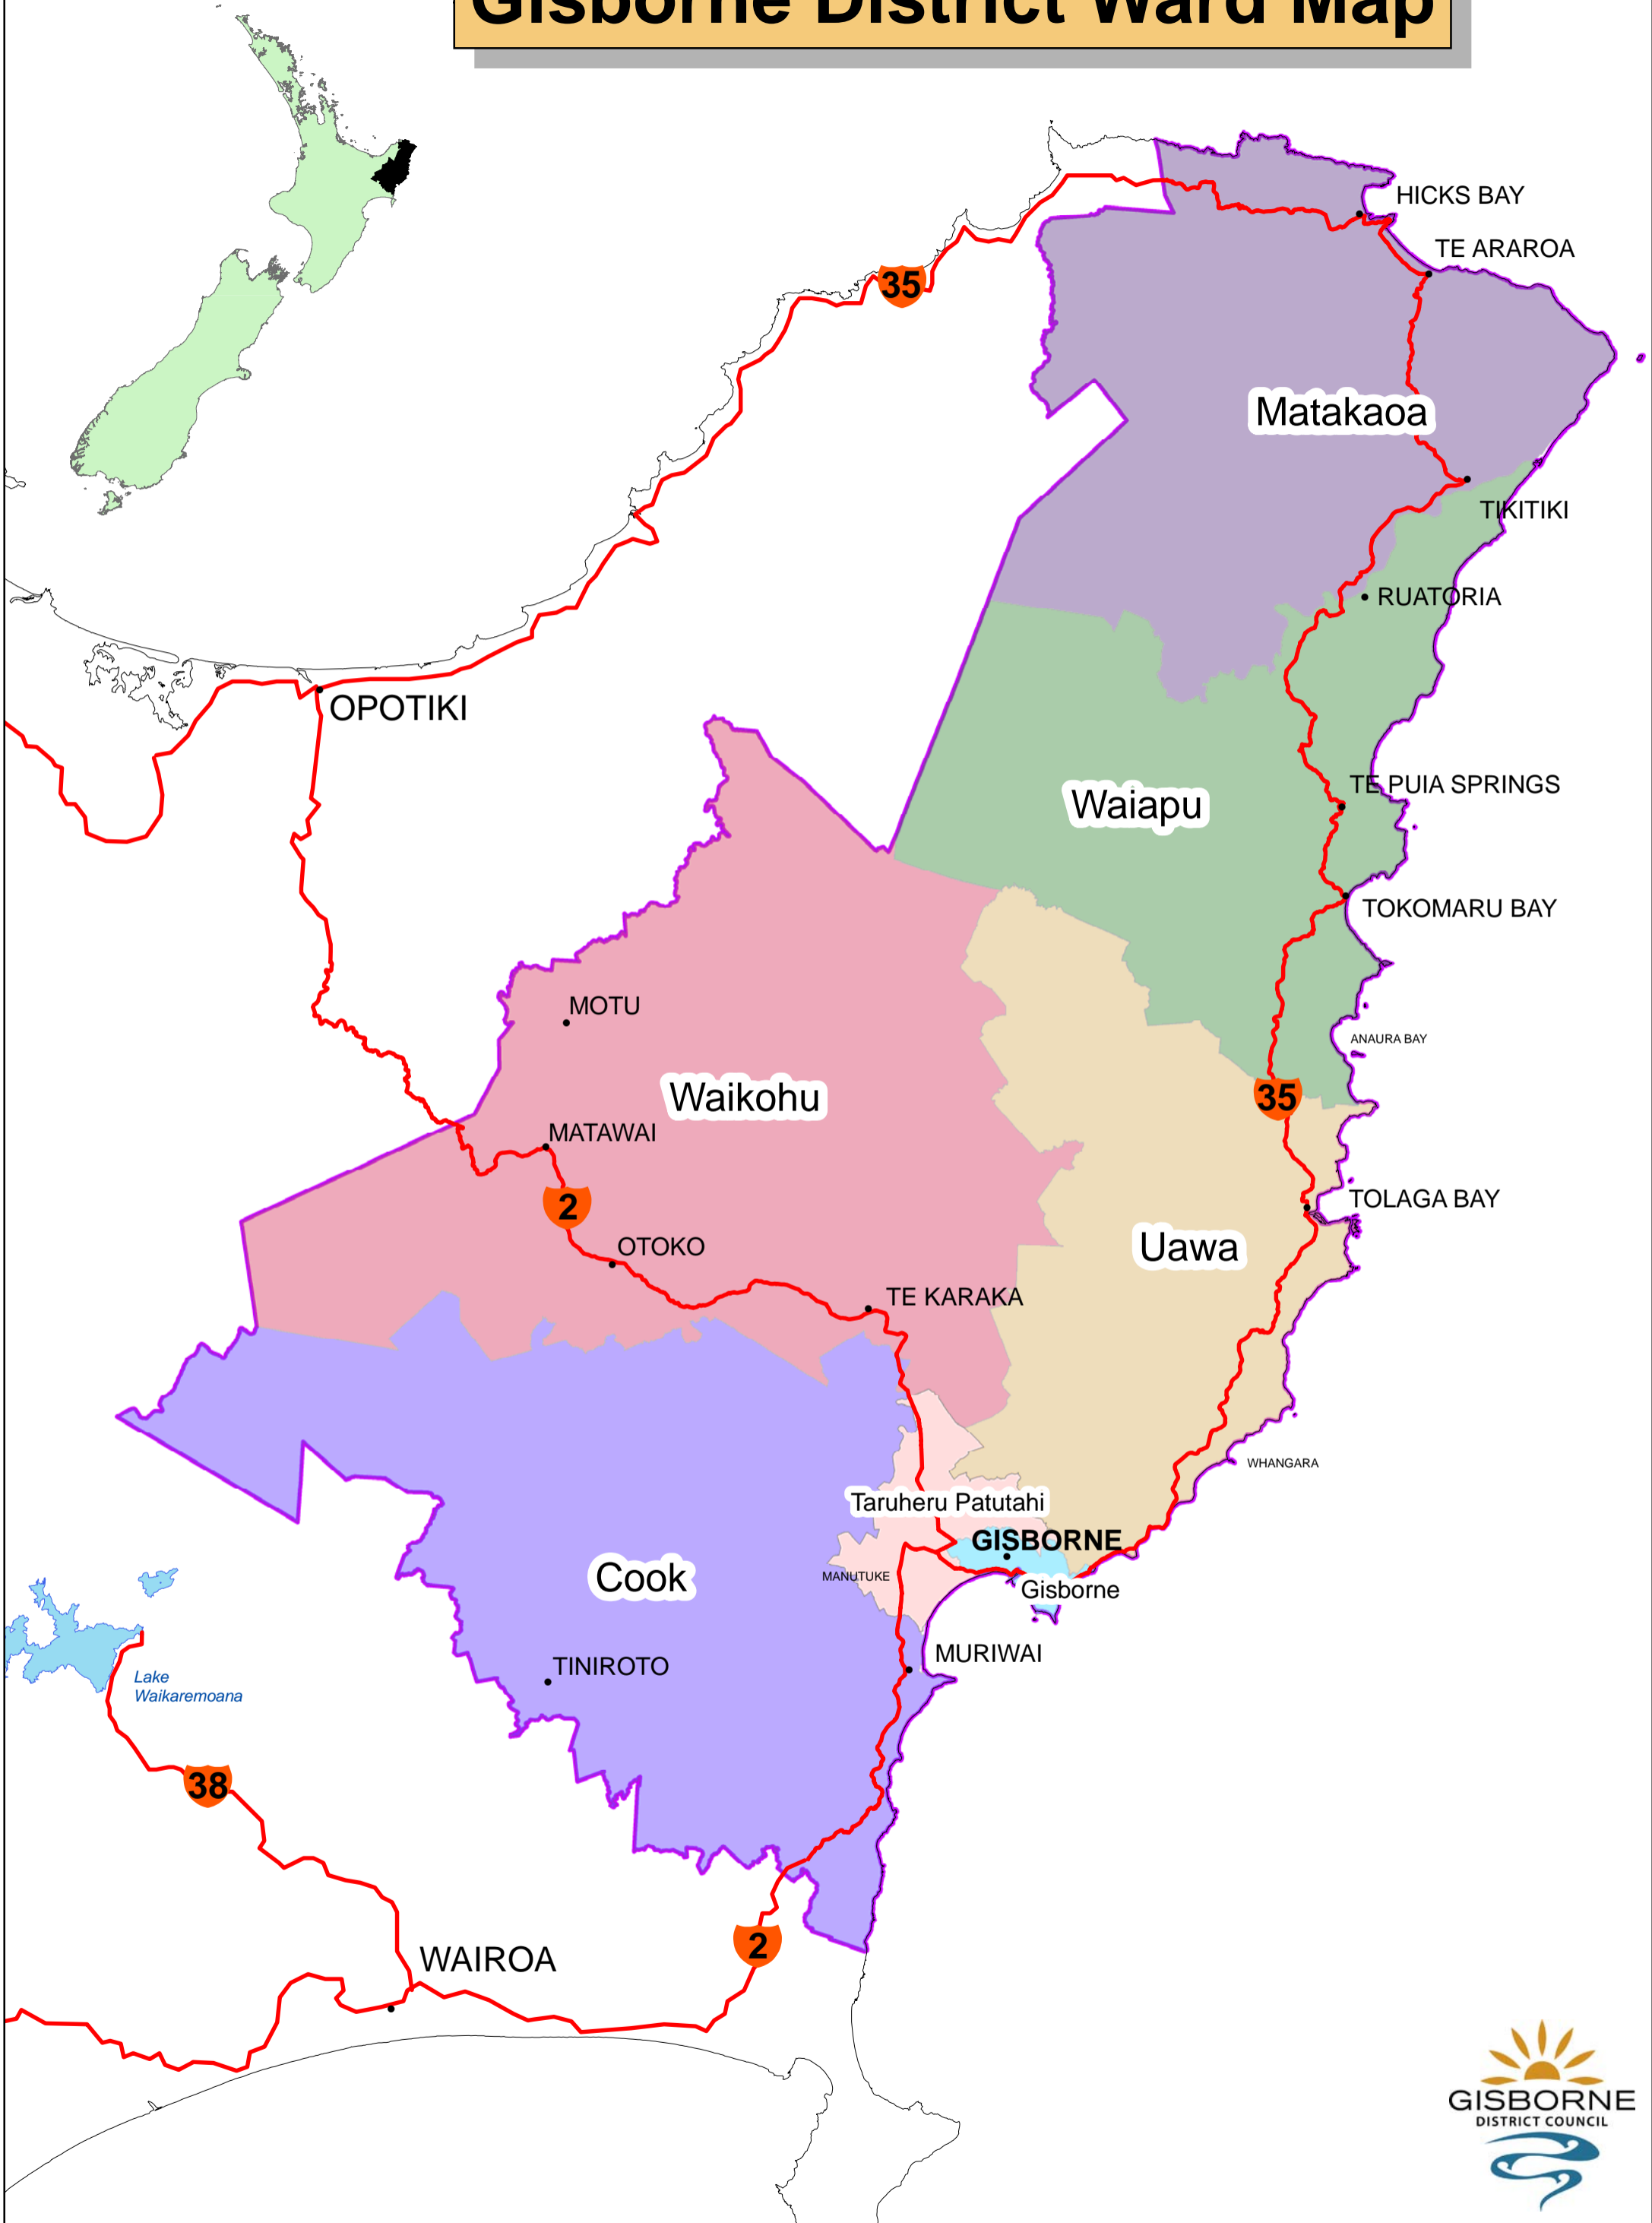 Gisborne District Ward Map
HICKS BAY
TE ARAROA
35
Matakaoa
TIKITIKI
RUATORIA
OPOTIKI
TE PUIA SPRINGS
Waiapu
TOKOMARU BAY
MOTU
ANAURA BAY
Waikohu
35
MATAWAI
2
TOLAGA BAY
OTOKO
Uawa
TE KARAKA
WHANGARA
Taruheru Patutahi
GISBORNE
Cook
MANUTUKE
Gisborne
MURIWAI
TINIROTO
Lake
Waikaremoana
38
2
WAIROA
GISBORNE
DISTRICT COUNCIL